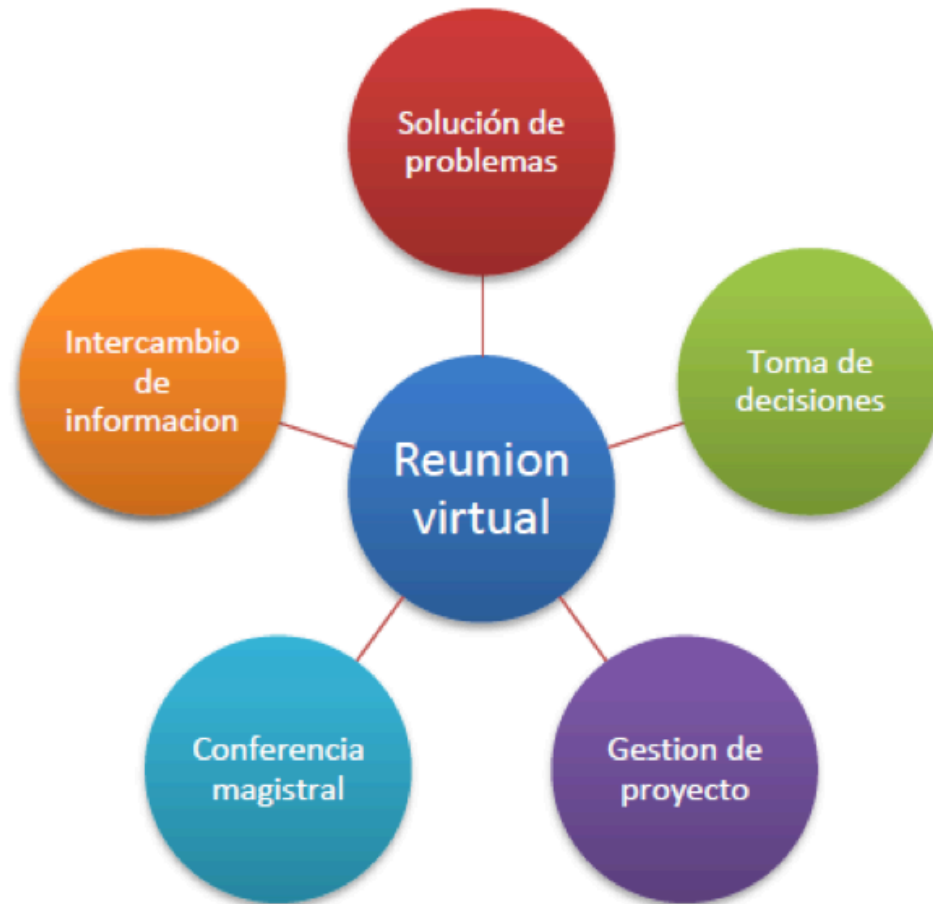 Solución de
problemas
Intercambio
de
informacion
Toma de
decisiones
Reunion
virtual
Conferencia
magistral
Gestion de
proyecto